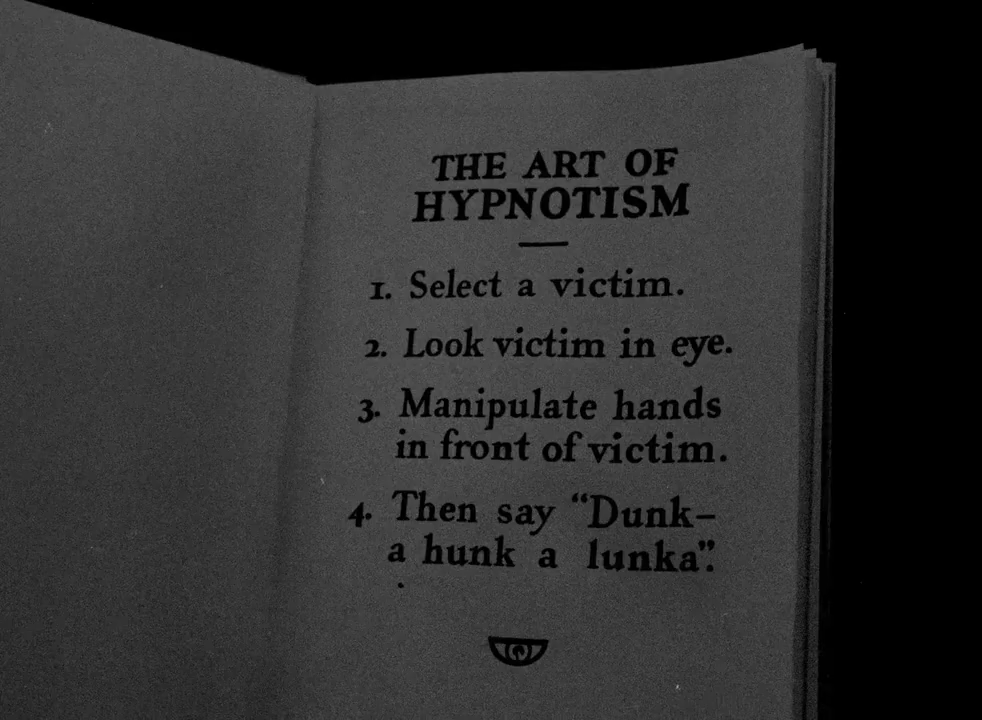 THE ART OF
HYPNOTISM
1. Select a victim.
2. Look victim in eye.
3. Manipulate hands
in front of victim.
4. Then say "Dunk-
a hunk a lunka".